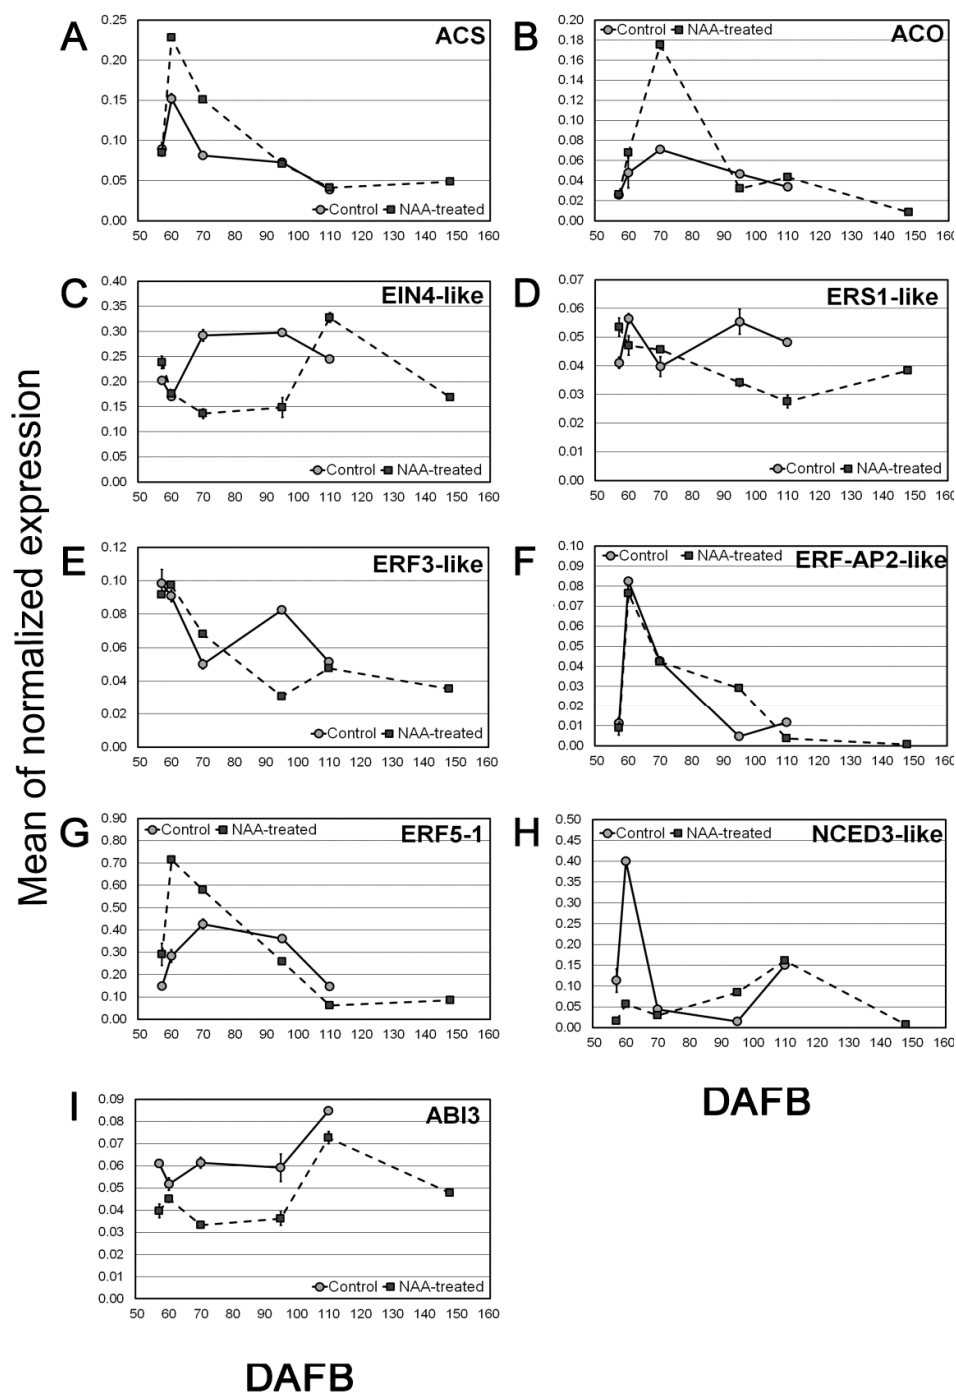 Mean of normalized expression
A
ACS
0.25
0.20
0.15
0.10
0.05
0.00
Control NAA-treated
50 60 70 80 90 100 110 120 130 140 150 160
B
Control NAA-treated
ACO
0.20
0.18
0.16
0.14
0.12
0.10
0.08
0.06
0.04
0.02
0.00
50 60 70 80 90 100 110 120 130 140 150 160
C
EIN4-like
0.40
0.35
0.30
0.25
0.20
0.15
0.10
0.05
0.00
Control NAA-treated
50 60 70 80 90 100 110 120 130 140 150 160
D
ERS1-like
0.07
0.06
0.05
0.04
0.03
0.02
0.01
0.00
Control NAA-treated
50 60 70 80 90 100 110 120 130 140 150 160
E
ERF3-like
0.12
0.10
0.08
0.06
0.04
0.02
0.00
Control NAA-treated
50 60 70 80 90 100 110 120 130 140 150 160
F
Control NAA-treated
ERF-AP2-like
0.10
0.09
0.08
0.07
0.06
0.05
0.04
0.03
0.02
0.01
0.00
50 60 70 80 90 100 110 120 130 140 150 160
G
Control NAA-treated
ERF5-1
0.90
0.80
0.70
0.60
0.50
0.40
0.30
0.20
0.10
0.00
50 60 70 80 90 100 110 120 130 140 150 160
H
Control NAA-treated
NCED3-like
0.50
0.45
0.40
0.35
0.30
0.25
0.20
0.15
0.10
0.05
0.00
50 60 70 80 90 100 110 120 130 140 150 160
DAFB
I
ABI3
0.09
0.08
0.07
0.06
0.05
0.04
0.03
0.02
0.01
0.00
Control NAA-treated
50 60 70 80 90 100 110 120 130 140 150 160
DAFB